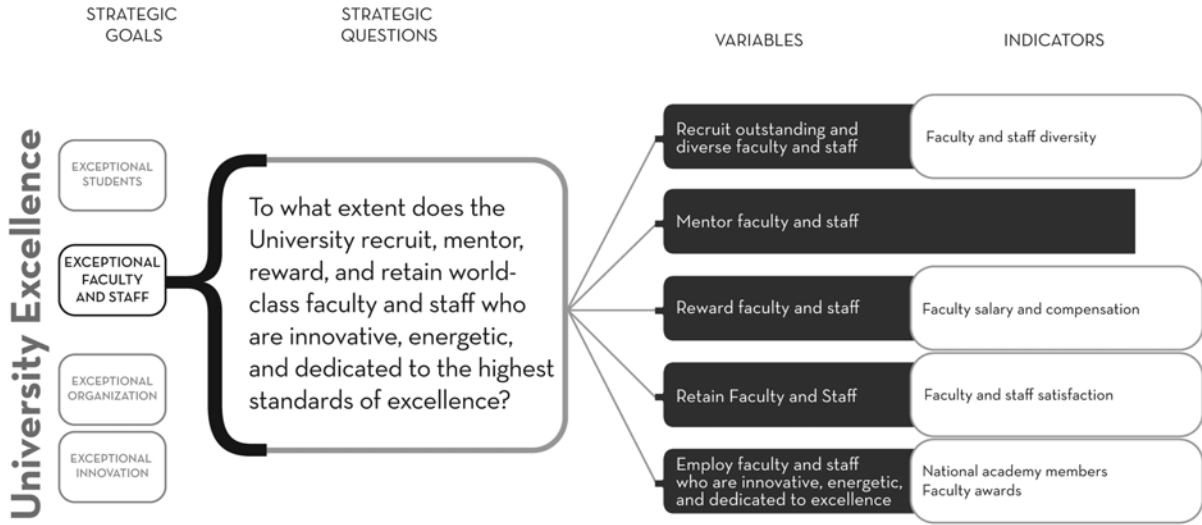 STRATEGIC
GOALS
STRATEGIC
QUESTIONS
VARIABLES
INDICATORS
University Excellence
EXCEPTIONAL
STUDENTS
EXCEPTIONAL
FACULTY
AND STAFF
EXCEPTIONAL
ORGANIZATION
EXCEPTIONAL
INNOVATION
To what extent does the
University recruit, mentor,
reward, and retain world-
class faculty and staff who
are innovative, energetic,
and dedicated to the highest
standards of excellence?
Recruit outstanding and
diverse faculty and staff
Faculty and staff diversity
Mentor faculty and staff
Reward faculty and staff
Faculty salary and compensation
Retain Faculty and Staff
Faculty and staff satisfaction
Employ faculty and staff
who are innovative, energetic,
and dedicated to excellence
National academy members
Faculty awards